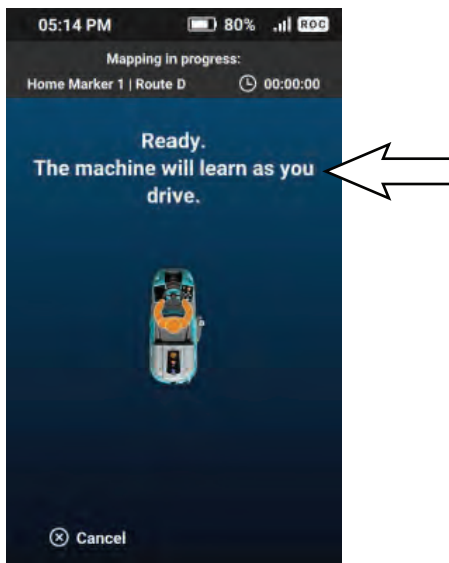 05:14 PM 80% ROC
Mapping in progress:
Home Marker 1 | Route D 00:00:00
Ready.
The machine will learn as you
drive.
Cancel